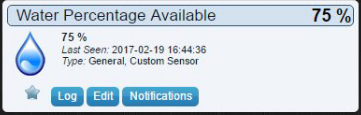 Water Percentage Available 75 %
75 %
Last Seen: 2017-02-19 16:44:36
Type: General, Custom Sensor
Log Edit Notifications